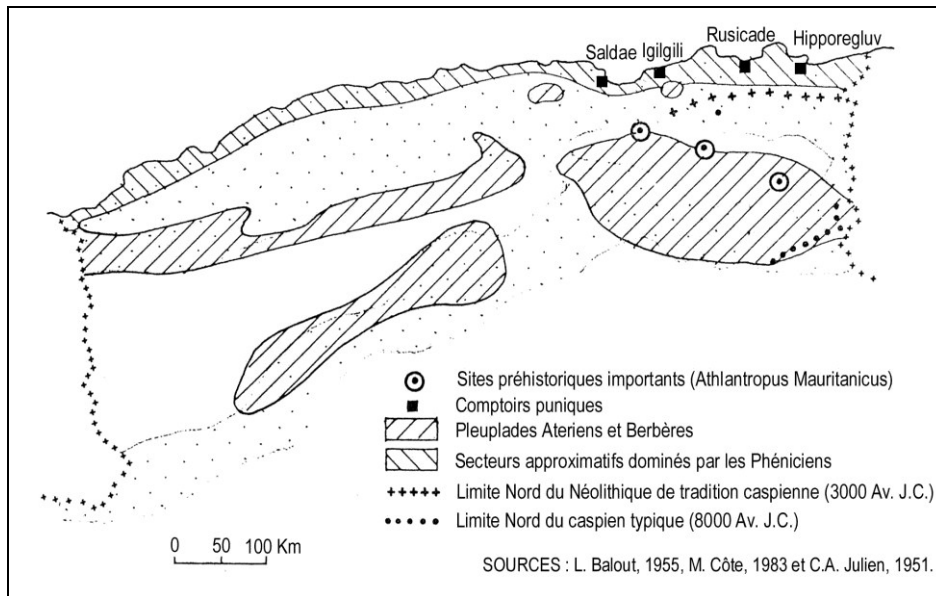 Rusicade Hipporegluv
Saldae Igilgili
Sites préhistoriques importants (Athlantropus Mauritanicus)
Comptoirs puniques
Pleuplades Ateriens et Berbères
Secteurs approximatifs dominés par les Phéniciens
Limite Nord du Néolithique de tradition caspienne (3000 Av. J.C.)
Limite Nord du caspien typique (8000 Av. J.C.)
0 50 100 Km
SOURCES : L. Balout, 1955, M. Côte, 1983 et C.A. Julien, 1951.